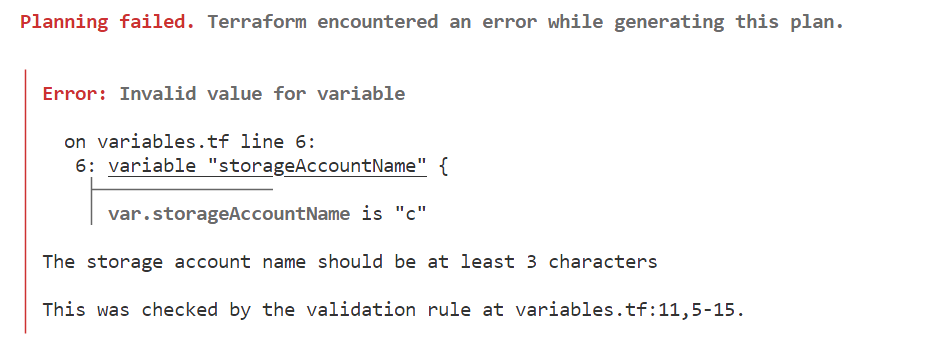 Planning failed. Terraform encountered an error while generating this plan.
Error: Invalid value for variable
on variables.tf line 6:
6: variable "storageAccountName" {
var.storageAccountName is "c"
The storage account name should be at least 3 characters
This was checked by the validation rule at variables.tf:11,5-15.